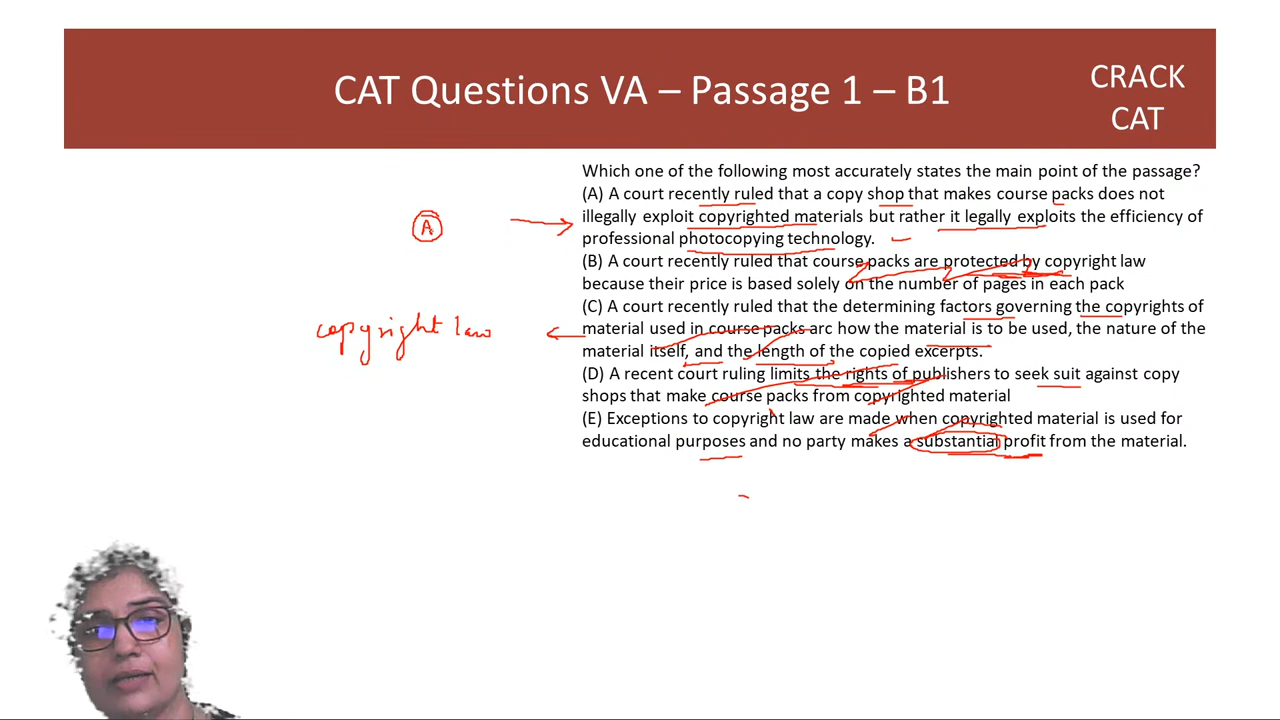 CAT Questions VA – Passage 1 – B1
CRACK
CAT
Which one of the following most accurately states the main point of the passage?
(A) A court recently ruled that a copy shop that makes course packs does not
illegally exploit copyrighted materials but rather it legally exploits the efficiency of
professional photocopying technology.
(B) A court recently ruled that course packs are protected by copyright law
because their price is based solely on the number of pages in each pack
(C) A court recently ruled that the determining factors governing the copyrights of
material used in course packs arc how the material is to be used, the nature of the
material itself, and the length of the copied excerpts.
(D) A recent court ruling limits the rights of publishers to seek suit against copy
shops that make course packs from copyrighted material
(E) Exceptions to copyright law are made when copyrighted material is used for
educational purposes and no party makes a substantial profit from the material.
A
copyright law